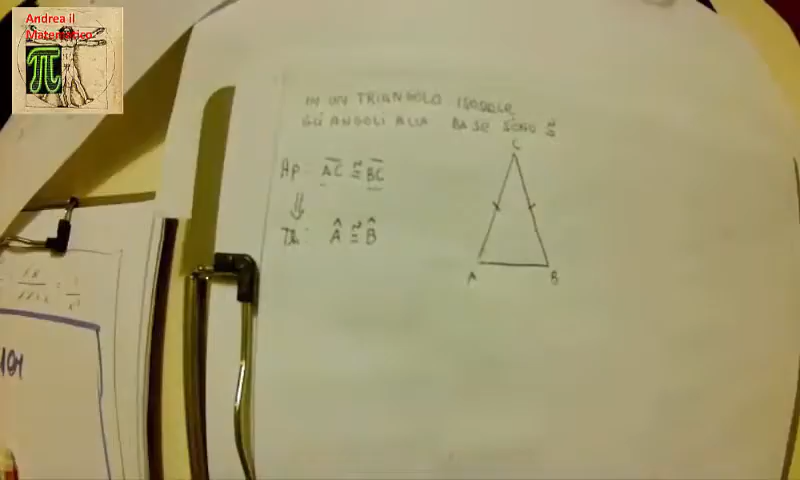 Andrea il
Matematico
π
IN UN TRIANGOLO ISOSCELE
GLI ANGOLI ALLA BASE SONO ≅
C
Hp: AC ≅ BC
⇓
Th: Â ≅ B̂
A
B